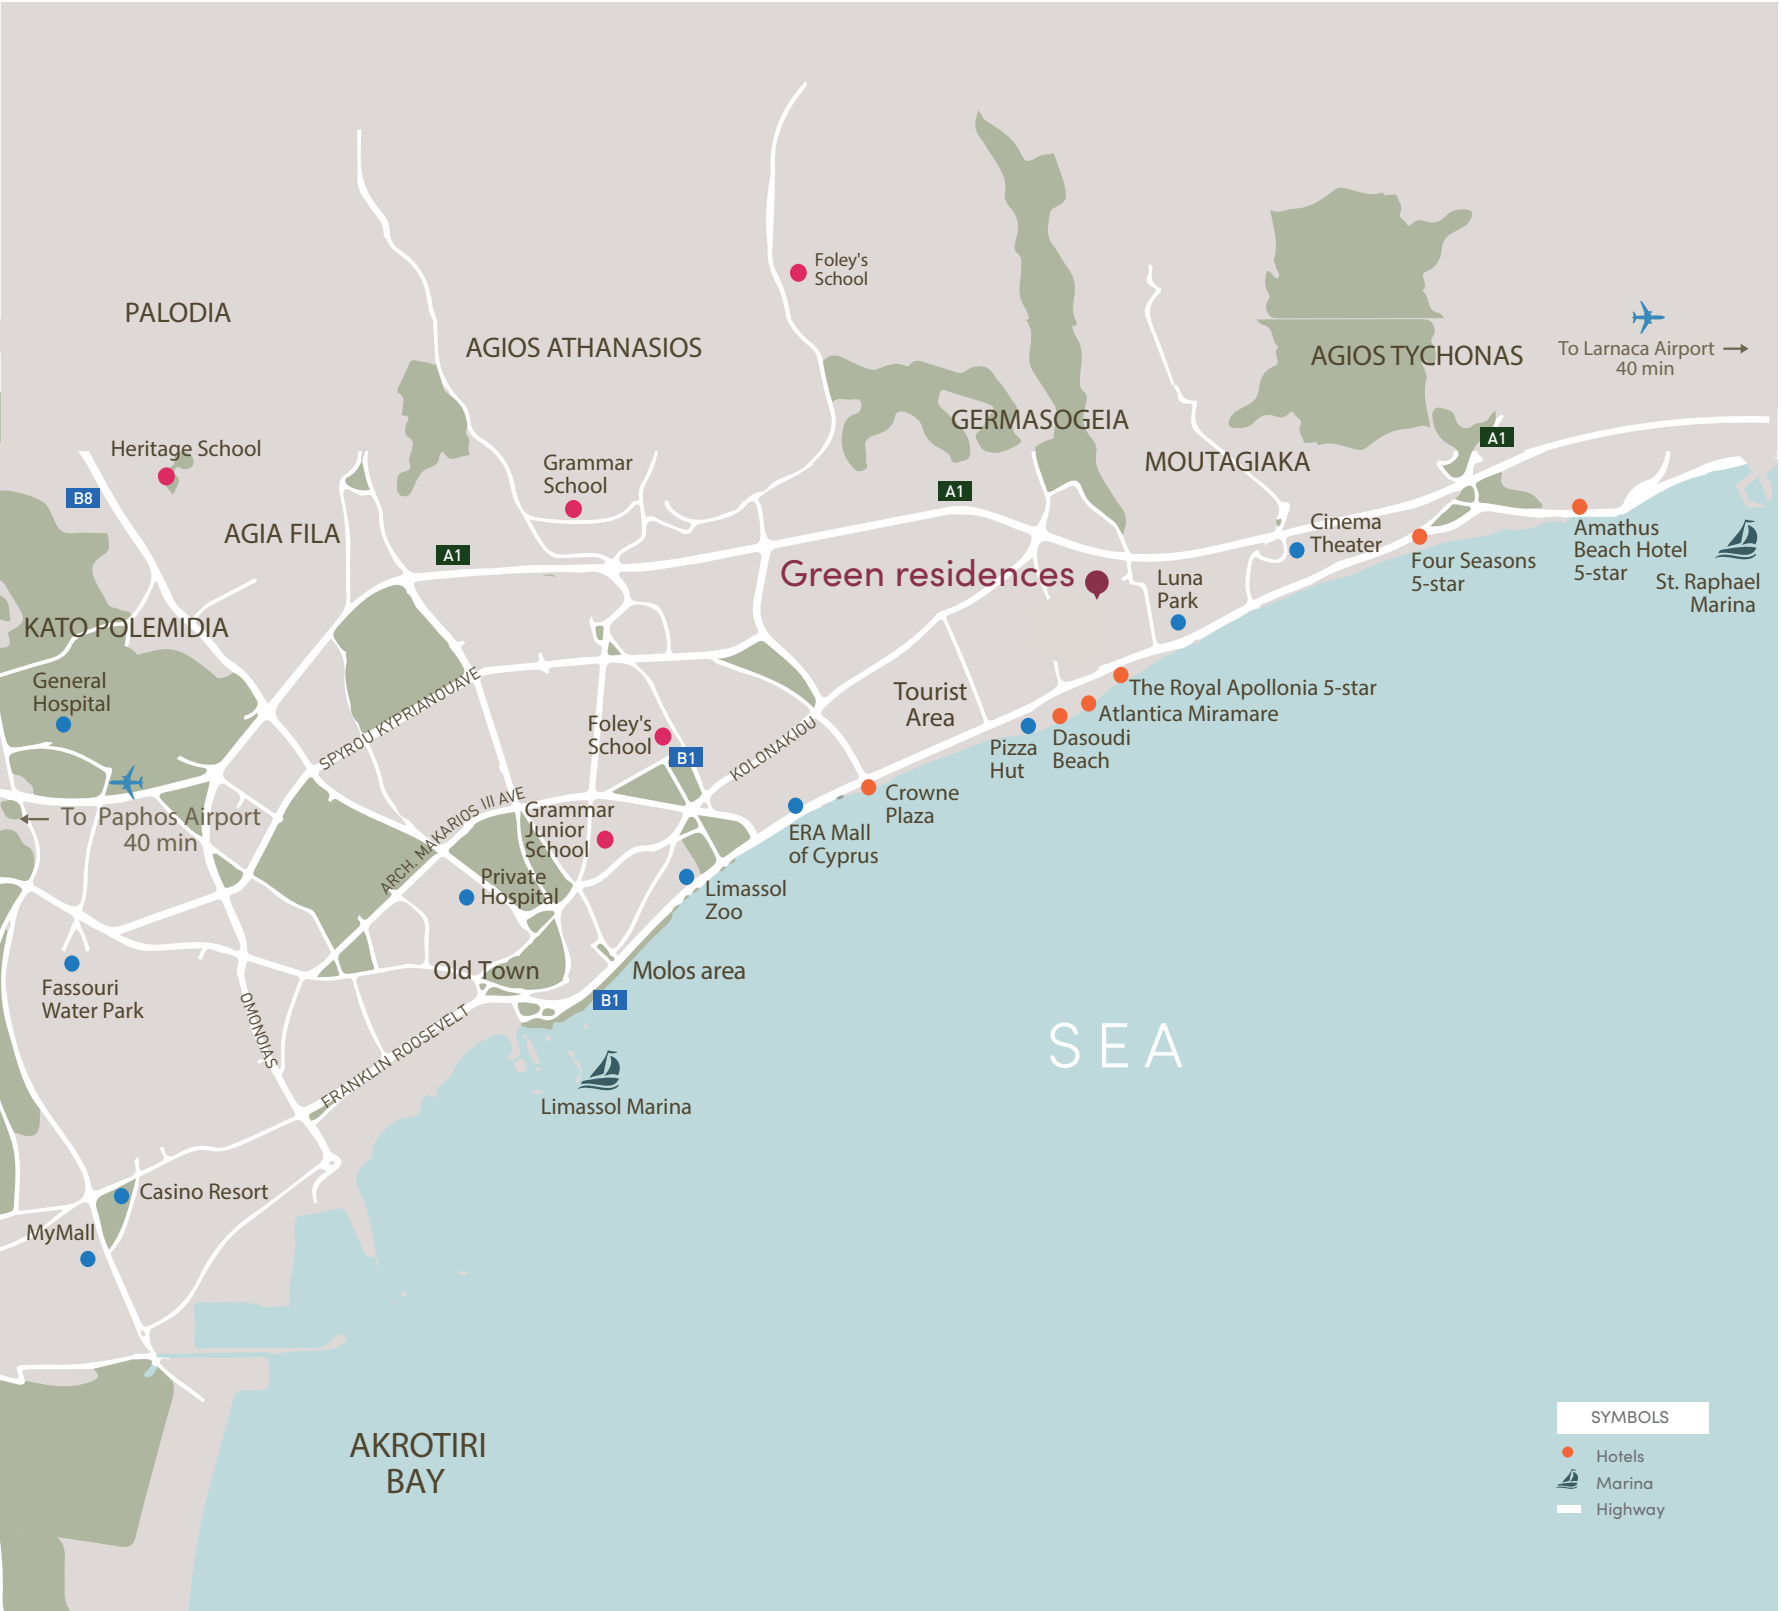 Foley's
School
PALODIA
AGIOS ATHANASIOS
AGIOS TYCHONAS
To Larnaca Airport
40 min
GERMASOGEIA
A1
Heritage School
MOUTAGIAKA
Grammar
School
B8
A1
AGIA FILA
A1
Cinema
Theater
Amathus
Beach Hotel
5-star
Four Seasons
5-star
St. Raphael
Marina
Green residences
Luna
Park
KATO POLEMIDIA
General
Hospital
SPYROU KYPRIANOUAVE
Tourist
Area
The Royal Apollonia 5-star
Atlantica Miramare
Foley's
School
B1
KOLONAKIOU
Pizza
Hut
Dasoudi
Beach
To Paphos Airport
40 min
ARCH. MAKARIOS III AVE
Grammar
Junior
School
Crowne
Plaza
ERA Mall
of Cyprus
Private
Hospital
Limassol
Zoo
Old Town
Molos area
Fassouri
Water Park
B1
OMONOIAS
FRANKLIN ROOSEVELT
SEA
Limassol Marina
Casino Resort
MyMall
AKROTIRI
BAY
SYMBOLS
Hotels
Marina
Highway